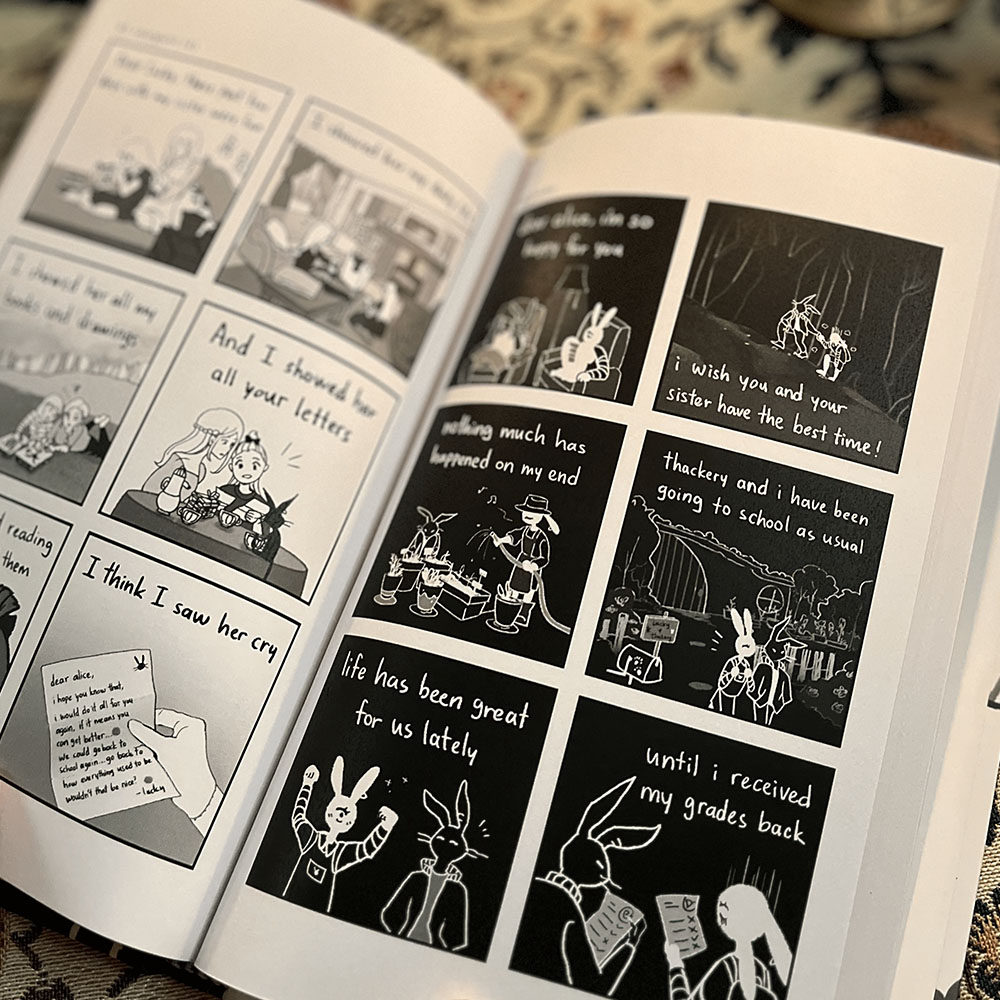 I showed her my
I showed her all my
books and drawings
And I showed her
all your letters
reading
them
I think I saw her cry
dear alice,
i hope you know that,
i would do it all for you
again, if it means you
can get better...
we could go back to
school again...go back to
how everything used to be
wouldn't that be nice?
-lucky
alice, i'm so
happy for you
i wish you and your
sister have the best time!
nothing much has
happened on my end
thackery and i have been
going to school as usual
life has been great
for us lately
until i received
my grades back